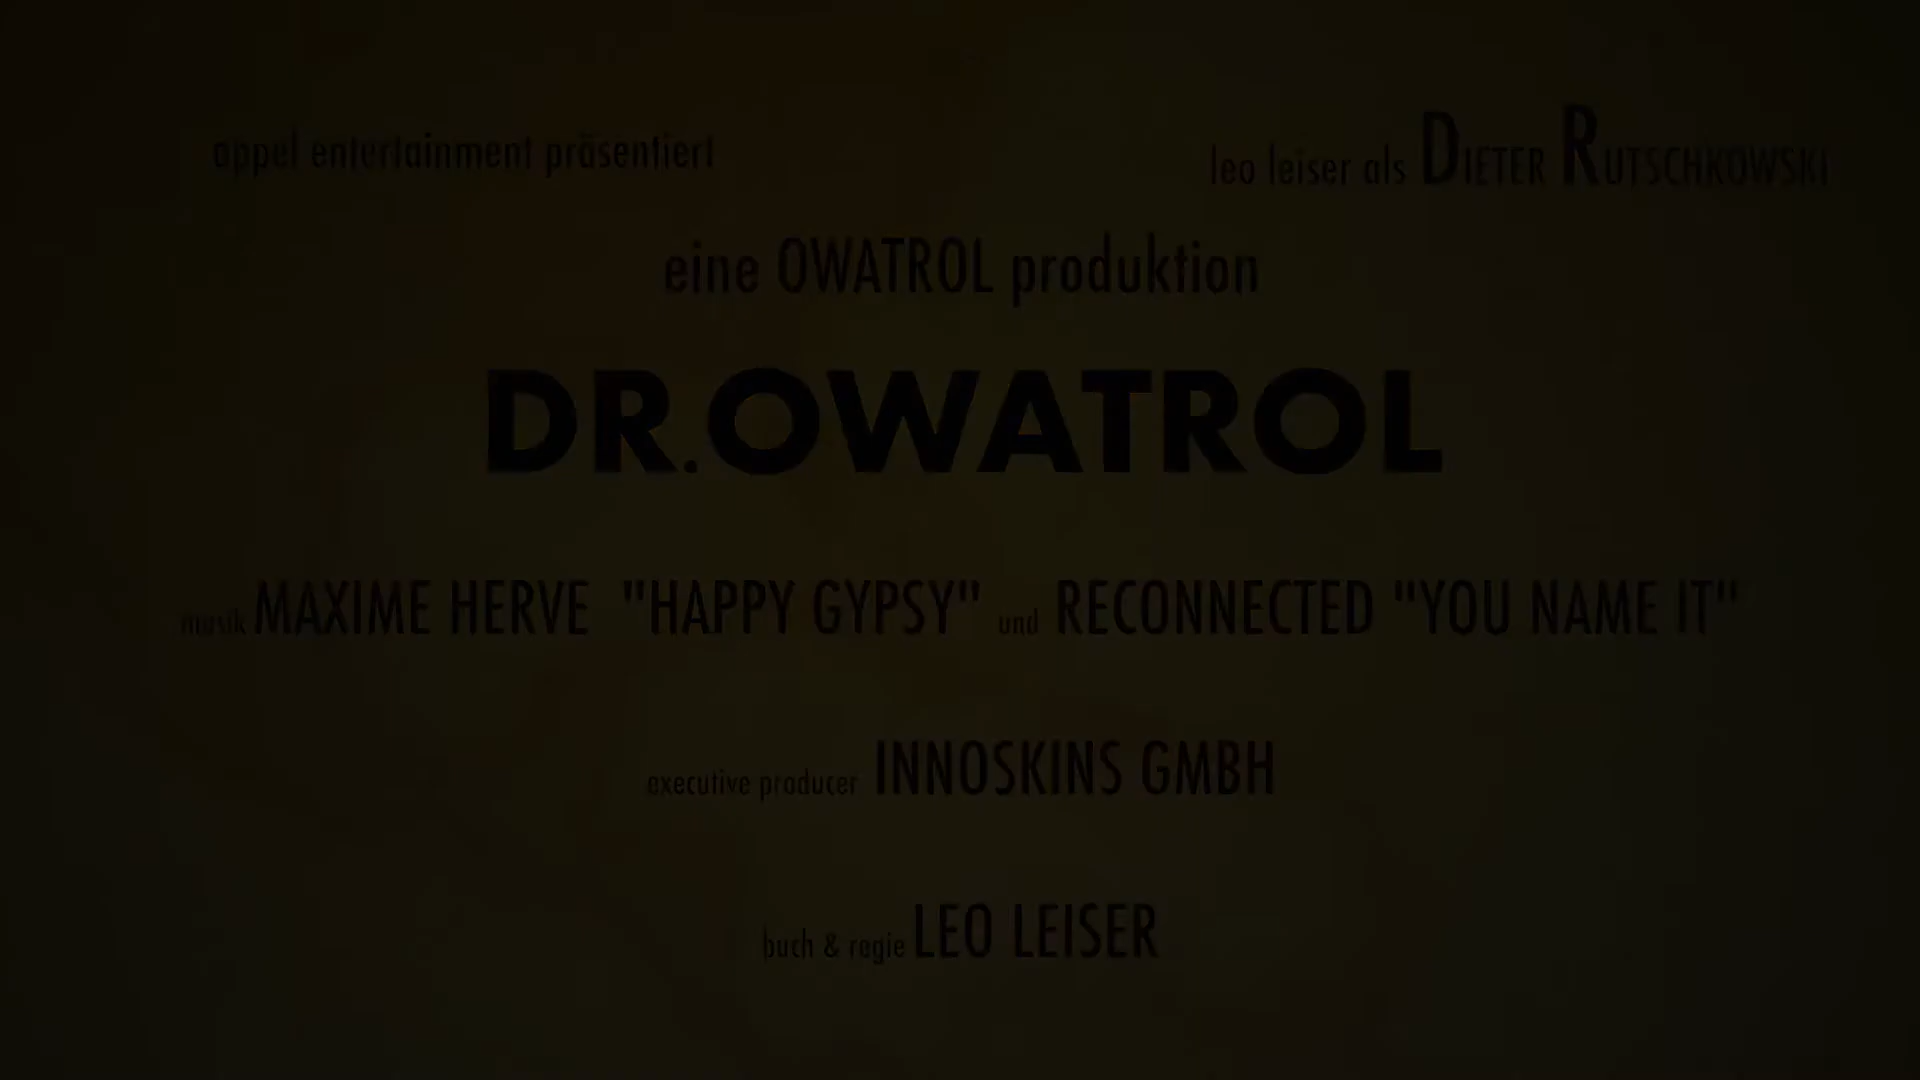 appel entertainment präsentiert
leo leiser als DIETER RUTSCHKOWSKI
eine OWATROL produktion
DR.OWATROL
musik MAXIME HERVE "HAPPY GYPSY" und RECONNECTED "YOU NAME IT"
executive producer INNOSKINS GMBH
buch & regie LEO LEISER